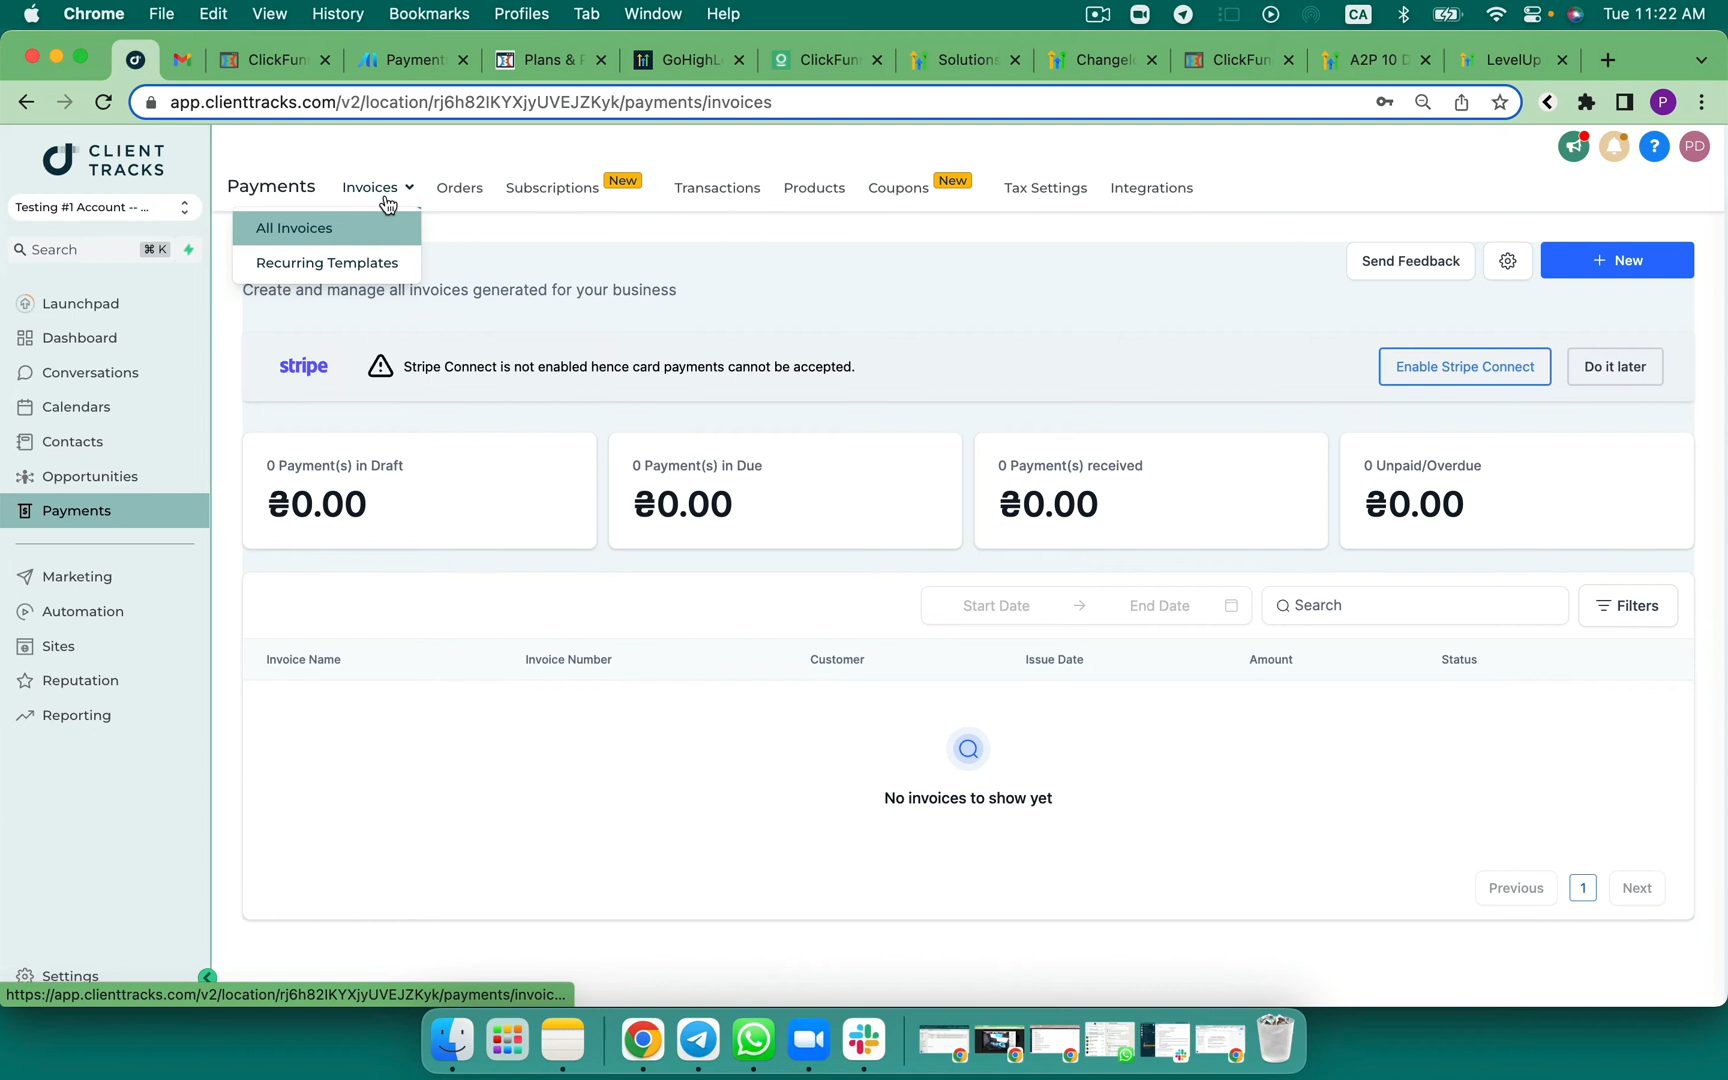 Chrome File Edit View History Bookmarks Profiles Tab Window Help CA Tue 11:22 AM
ClickFun Payment Plans & F GoHighL ClickFun Solutions Changel ClickFun A2P 10 D LevelUp
app.clienttracks.com/v2/location/rj6h82IKYXjyUVEJZKyk/payments/invoices P
CLIENT
TRACKS
? PD
Payments Invoices Orders Subscriptions New Transactions Products Coupons New Tax Settings Integrations
Testing #1 Account -- ...
All Invoices
Search ⌘ K
Recurring Templates
Send Feedback + New
Create and manage all invoices generated for your business
Launchpad
Dashboard
Conversations
Calendars
Contacts
Opportunities
Payments
Marketing
Automation
Sites
Reputation
Reporting
Settings
stripe Stripe Connect is not enabled hence card payments cannot be accepted. Enable Stripe Connect Do it later
0 Payment(s) in Draft
₴0.00
0 Payment(s) in Due
₴0.00
0 Payment(s) received
₴0.00
0 Unpaid/Overdue
₴0.00
Start Date → End Date Search Filters
Invoice Name Invoice Number Customer Issue Date Amount Status
No invoices to show yet
Previous 1 Next
https://app.clienttracks.com/v2/location/rj6h82IKYXjyUVEJZKyk/payments/invoic...